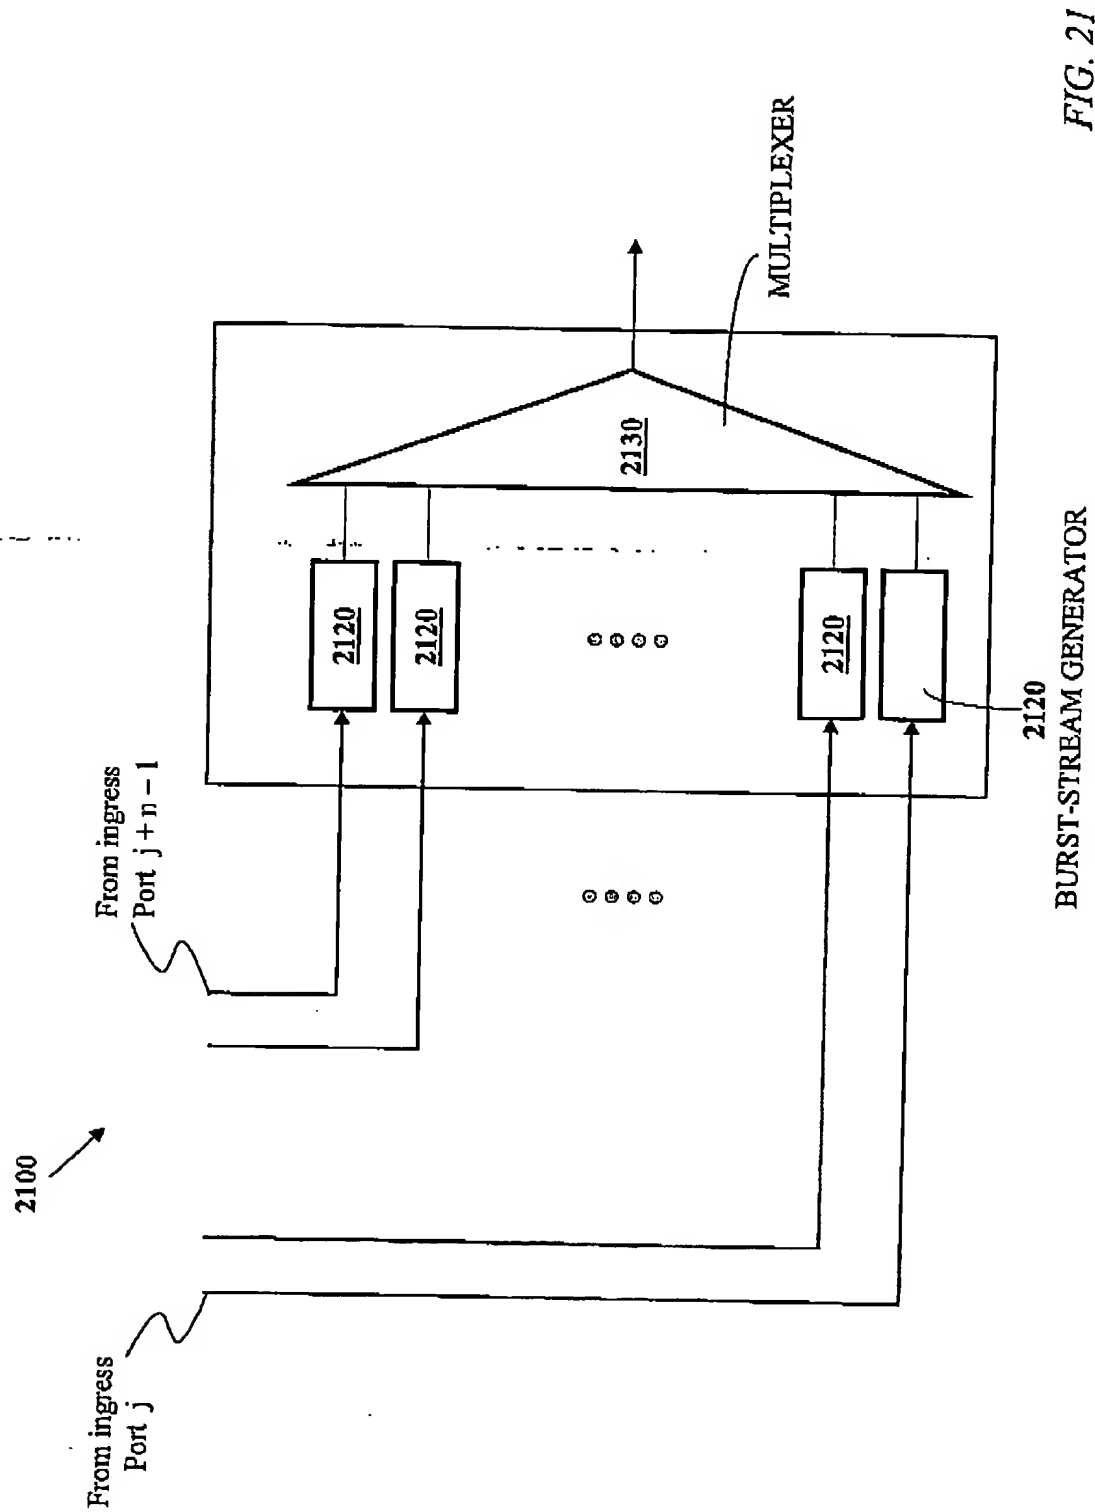 2100
From ingress
Port j
From ingress
Port j + n – 1
2120
2120
2120
2120
2130
MULTIPLEXER
BURST-STREAM GENERATOR
FIG. 21